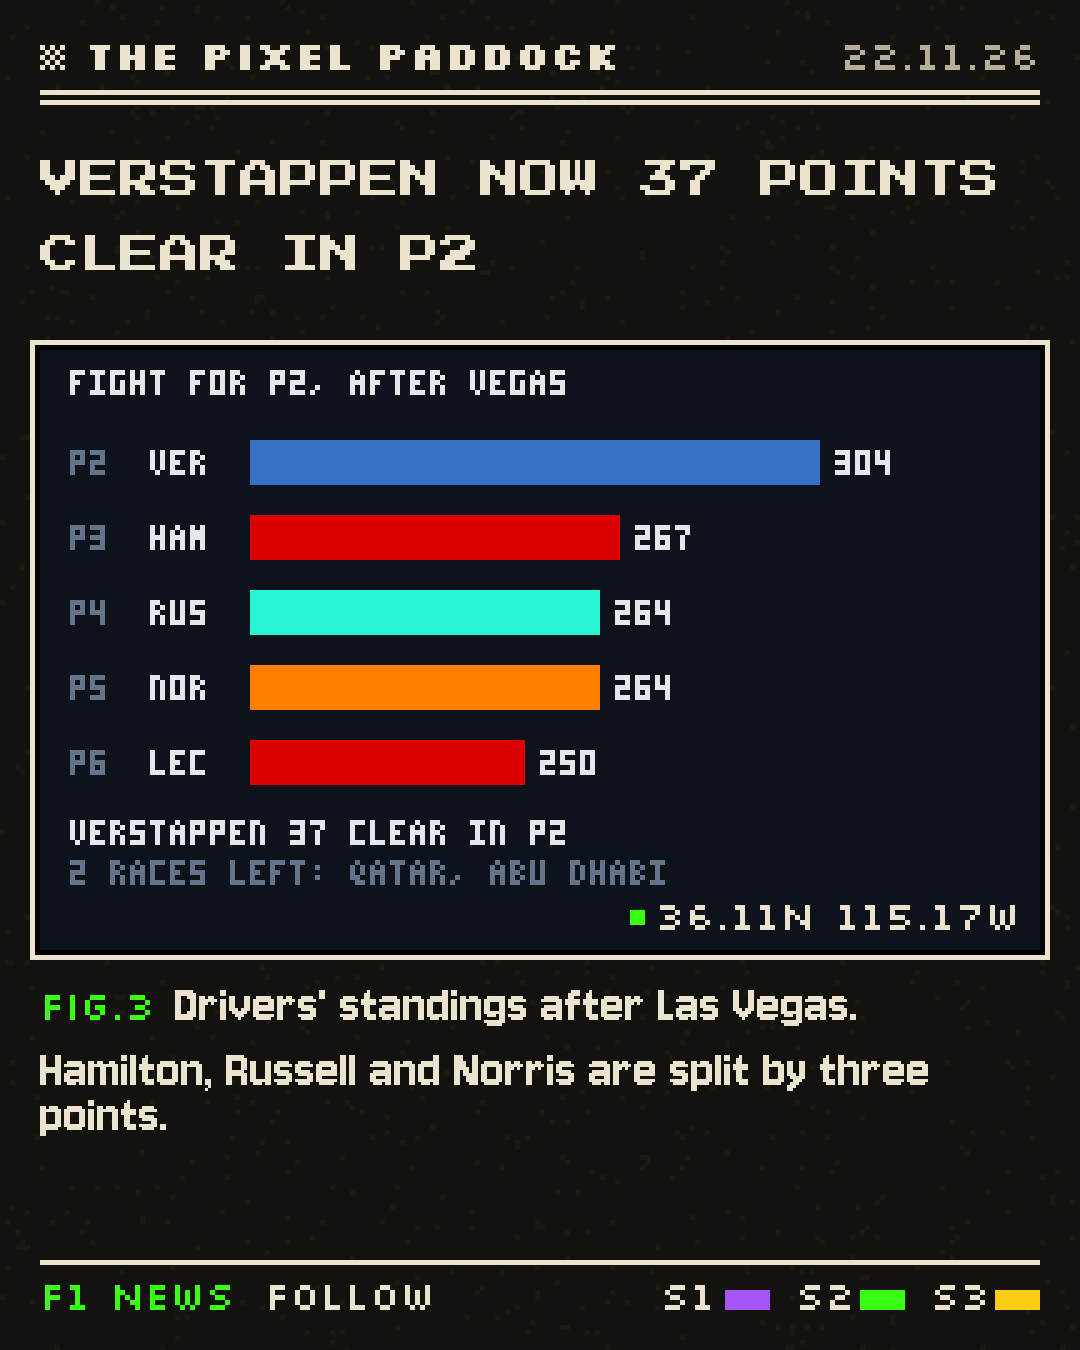 THE PIXEL PADDOCK 22.11.26
VERSTAPPEN NOW 37 POINTS
CLEAR IN P2
FIGHT FOR P2, AFTER VEGAS
P2 VER 304
P3 HAM 267
P4 RUS 264
P5 NOR 264
P6 LEC 250
VERSTAPPEN 37 CLEAR IN P2
2 RACES LEFT: QATAR, ABU DHABI
36.11N 115.17W
FIG.3 Drivers' standings after Las Vegas.
Hamilton, Russell and Norris are split by three
points.
F1 NEWS FOLLOW S1 S2 S3